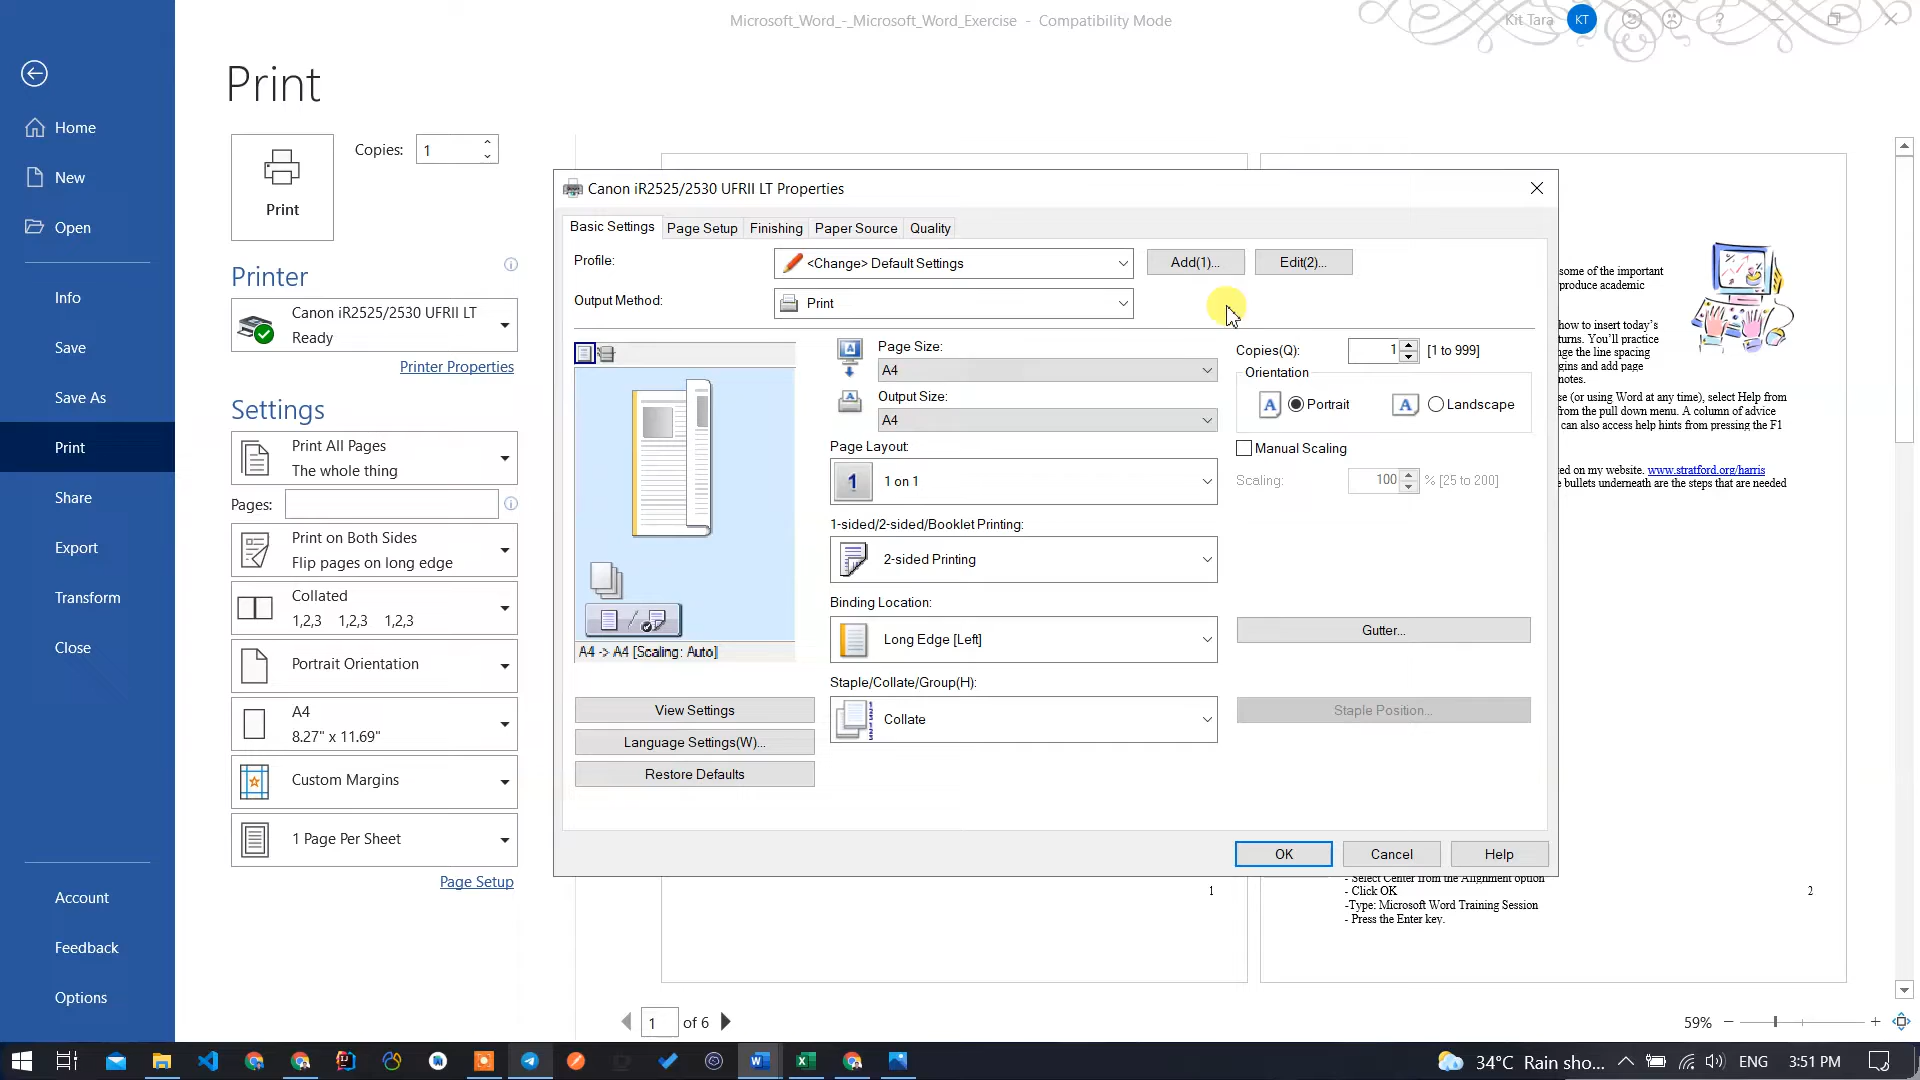 Microsoft_Word_-_Microsoft_Word_Exercise - Compatibility Mode
Kit Tara
KT
?
Print
Home
New
Open
Info
Save
Save As
Print
Share
Export
Transform
Close
Account
Feedback
Options
Print
Copies: 1
Printer
Canon iR2525/2530 UFRII LT
Ready
Printer Properties
Settings
Print All Pages
The whole thing
Pages:
Print on Both Sides
Flip pages on long edge
Collated
1,2,3 1,2,3 1,2,3
Portrait Orientation
A4
8.27" x 11.69"
Custom Margins
1 Page Per Sheet
Page Setup
Canon iR2525/2530 UFRII LT Properties
Basic Settings Page Setup Finishing Paper Source Quality
Profile: <Change> Default Settings Add(1)... Edit(2)...
Output Method: Print
Page Size:
A4
Output Size:
A4
Page Layout:
1 1 on 1
1-sided/2-sided/Booklet Printing:
2-sided Printing
Binding Location:
Long Edge [Left]
Staple/Collate/Group(H):
Collate
Copies(Q): 1 [1 to 999]
Orientation
A Portrait A Landscape
Manual Scaling
Scaling: 100 % [25 to 200]
Gutter...
Staple Position...
A4 -> A4 [Scaling: Auto]
View Settings
Language Settings(W)...
Restore Defaults
OK Cancel Help
some of the important
produce academic
how to insert today's
turns. You'll practice
ge the line spacing
gins and add page
notes.
se (or using Word at any time), select Help from
from the pull down menu. A column of advice
can also access help hints from pressing the F1
ted on my website. www.stratford.org/harris
e bullets underneath are the steps that are needed
- Select Center from the Alignment option
- Click OK
-Type: Microsoft Word Training Session
- Press the Enter key.
1
2
1 of 6
59%
34°C Rain sho... ENG 3:51 PM